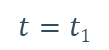 t = t₁